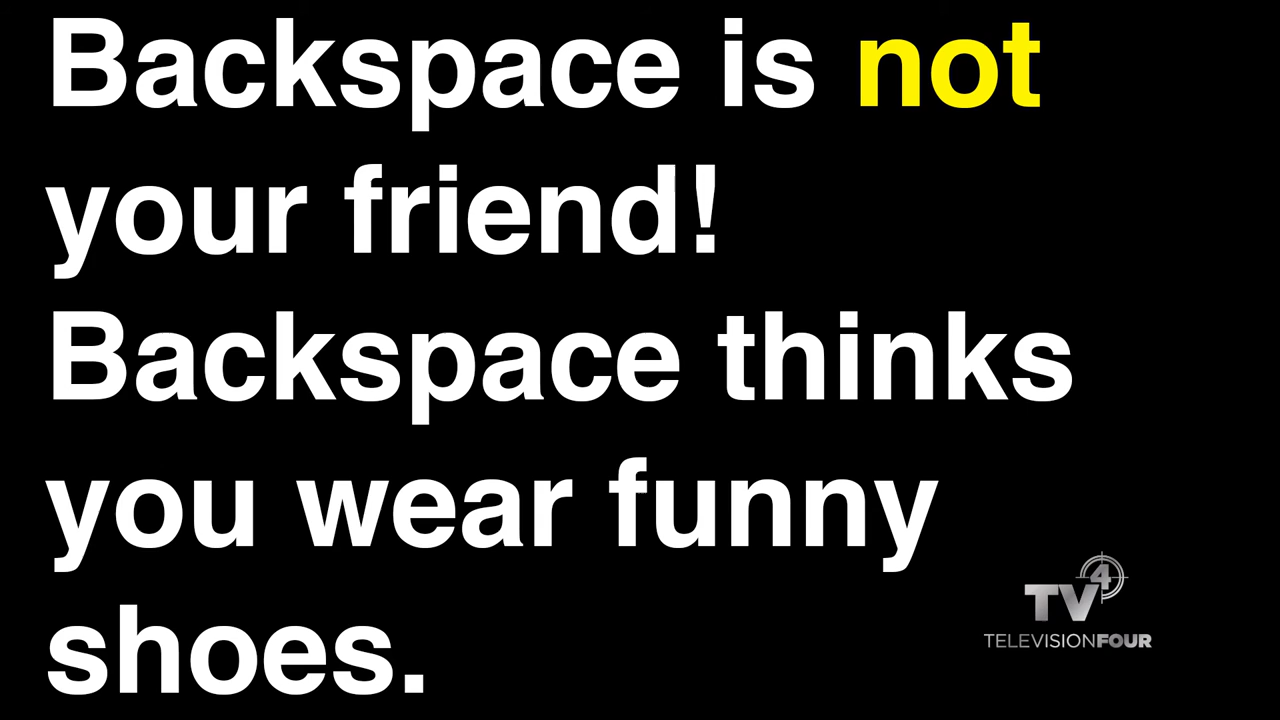 Backspace is not
your friend!
Backspace thinks
you wear funny
shoes.
TV4
TELEVISIONFOUR